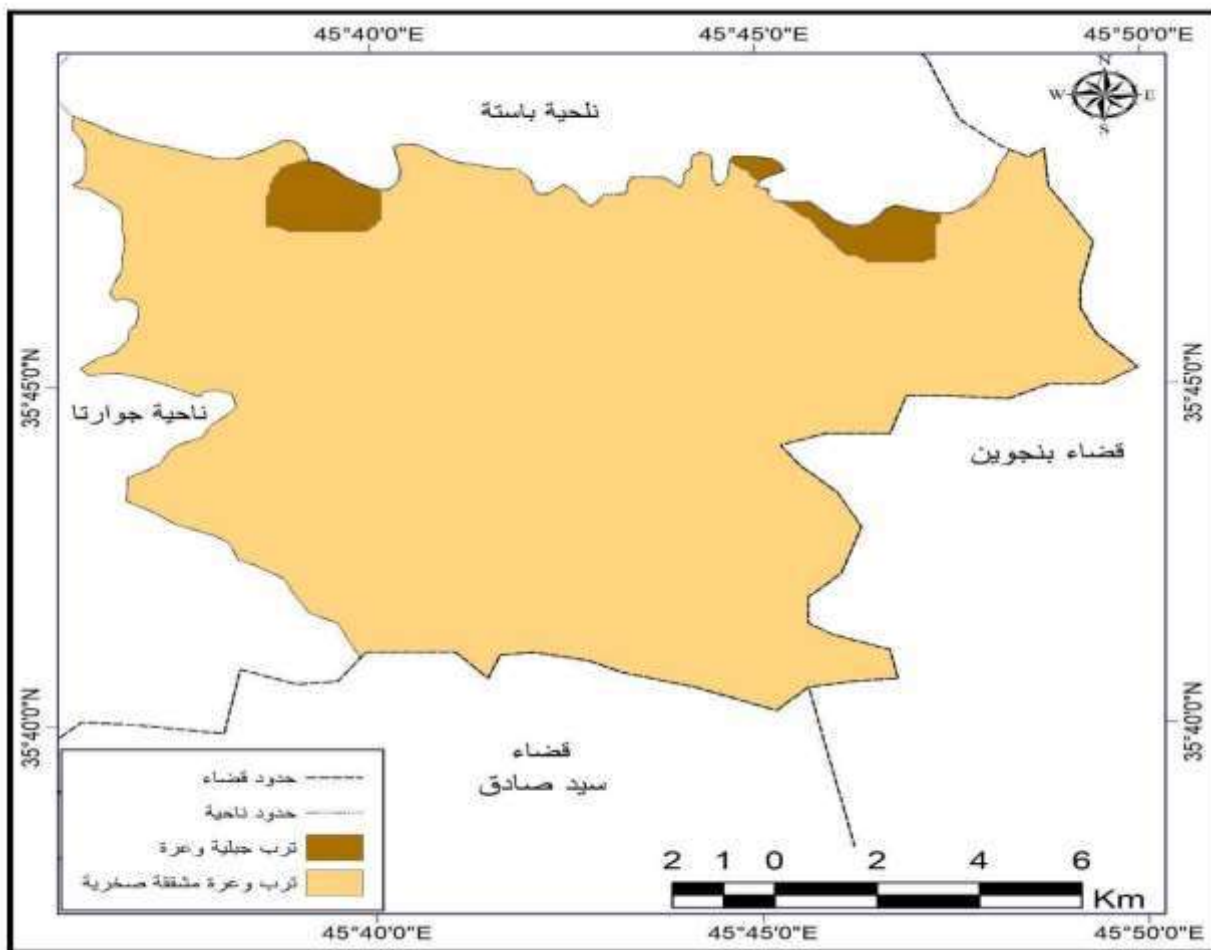 45°40'0"E
45°45'0"E
45°50'0"E
N
W
E
S
نلحية باستة
35°45'0"N
35°45'0"N
ناحية جوارتا
قضاء بنجوين
35°40'0"N
35°40'0"N
قضاء
سيد صادق
حدود قضاء
حدود ناحية
ترب جبلية وعرة
ترب وعرة مشققة صخرية
2 1 0 2 4 6
Km
45°40'0"E
45°45'0"E
45°50'0"E